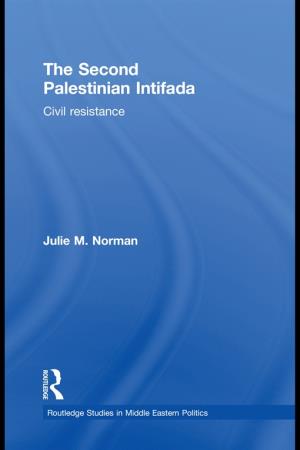 The Second
Palestinian Intifada
Civil resistance
Julie M. Norman
ROUTLEDGE
Routledge Studies in Middle Eastern Politics